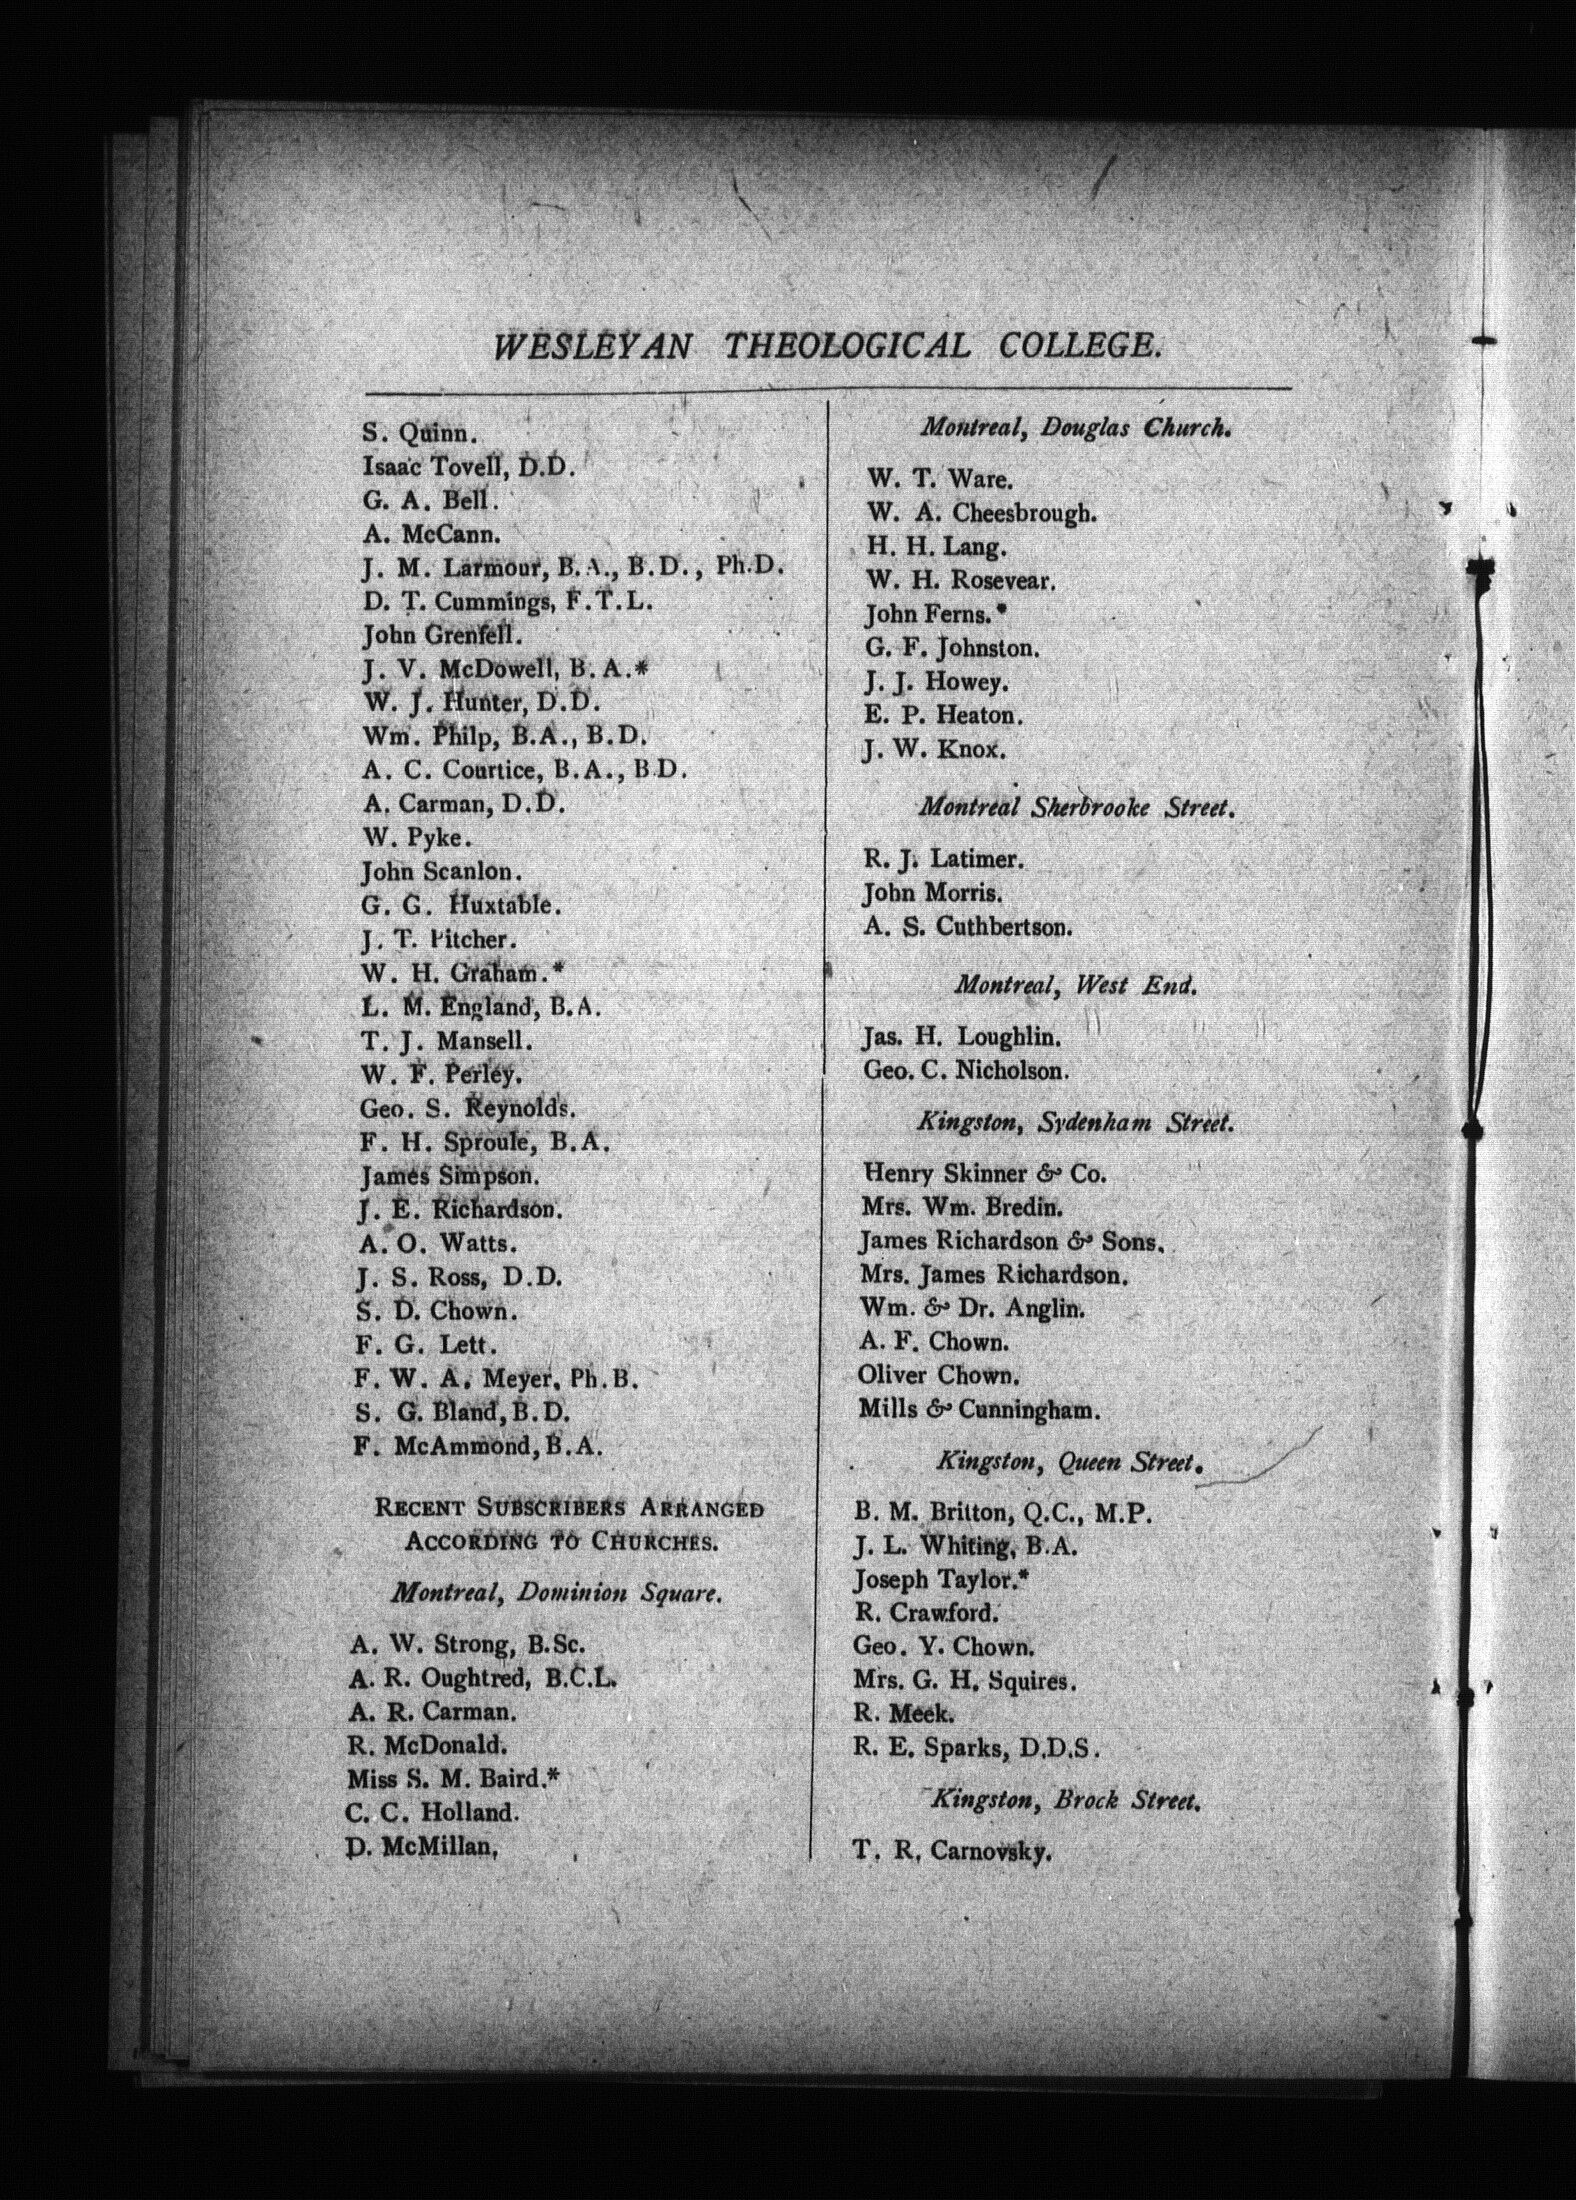 WESLEYAN THEOLOGICAL COLLEGE.
S. Quinn.
Isaac Tovell, D.D.
G. A. Bell.
A. McCann.
J. M. Larmour, B.A., B.D., Ph.D.
D. T. Cummings, F.T.L.
John Grenfell.
J. V. McDowell, B.A.*
W. J. Hunter, D.D.
Wm. Philp, B.A., B.D.
A. C. Courtice, B.A., B.D.
A. Carman, D.D.
W. Pyke.
John Scanlon.
G. G. Huxtable.
J. T. Pitcher.
W. H. Graham.*
L. M. England, B.A.
T. J. Mansell.
W. F. Perley.
Geo. S. Reynolds.
F. H. Sproule, B.A.
James Simpson.
J. E. Richardson.
A. O. Watts.
J. S. Ross, D.D.
S. D. Chown.
F. G. Lett.
F. W. A. Meyer, Ph.B.
S. G. Bland, B.D.
F. McAmmond, B.A.
RECENT SUBSCRIBERS ARRANGED
ACCORDING TO CHURCHES.
Montreal, Dominion Square.
A. W. Strong, B.Sc.
A. R. Oughtred, B.C.L.
A. R. Carman.
R. McDonald.
Miss S. M. Baird.*
C. C. Holland.
D. McMillan.
Montreal, Douglas Church.
W. T. Ware.
W. A. Cheesbrough.
H. H. Lang.
W. H. Rosevear.
John Ferns.*
G. F. Johnston.
J. J. Howey.
E. P. Heaton.
J. W. Knox.
Montreal Sherbrooke Street.
R. J. Latimer.
John Morris.
A. S. Cuthbertson.
Montreal, West End.
Jas. H. Loughlin.
Geo. C. Nicholson.
Kingston, Sydenham Street.
Henry Skinner & Co.
Mrs. Wm. Bredin.
James Richardson & Sons.
Mrs. James Richardson.
Wm. & Dr. Anglin.
A. F. Chown.
Oliver Chown.
Mills & Cunningham.
Kingston, Queen Street.
B. M. Britton, Q.C., M.P.
J. L. Whiting, B.A.
Joseph Taylor.*
R. Crawford.
Geo. Y. Chown.
Mrs. G. H. Squires.
R. Meek.
R. E. Sparks, D.D.S.
Kingston, Brock Street.
T. R. Carnovsky.